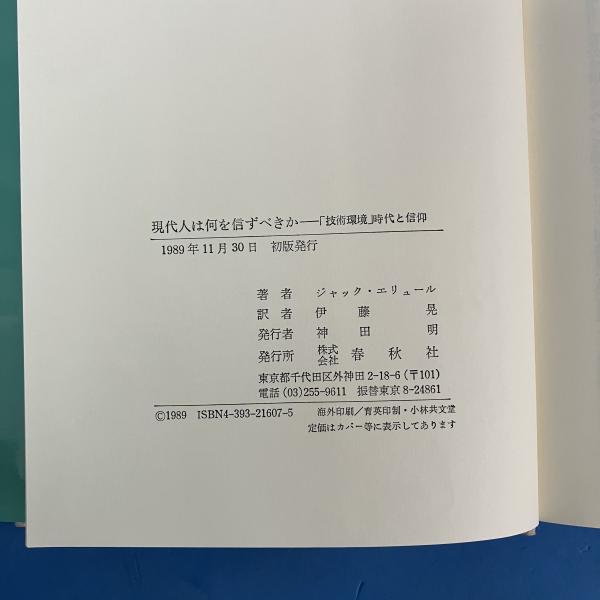 現代人は何を信ずべきか――「技術環境」時代と信仰
1989年11月30日 初版発行
著者 ジャック・エリュール
訳者 伊藤晃
発行者 神田明
発行所 株式会社 春秋社
東京都千代田区外神田2-18-6(〒101)
電話 (03)255-9611 振替東京8-24861
©1989 ISBN4-393-21607-5 海外印刷/育英印制・小林共文堂
定価はカバー等に表示してあります